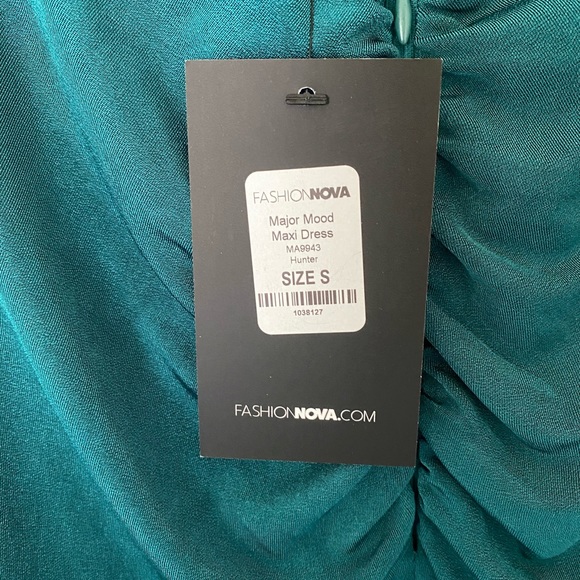 FASHIONNOVA
Major Mood
Maxi Dress
MA9943
Hunter
SIZE S
1038127
FASHIONNOVA.COM